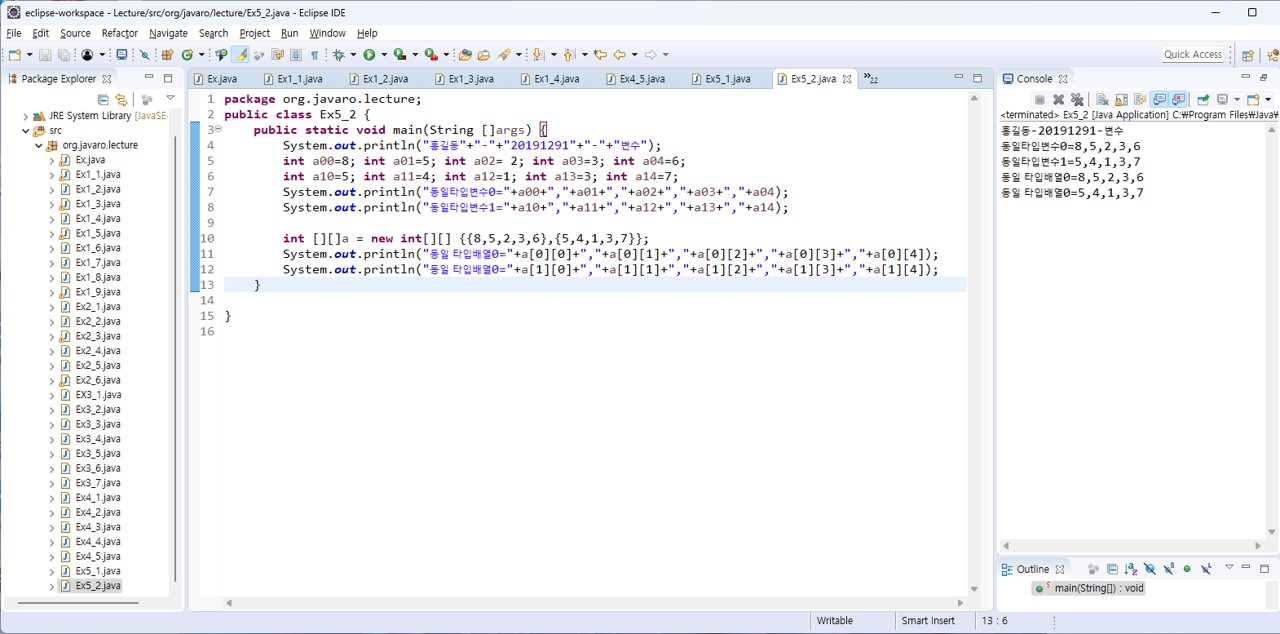 eclipse-workspace - Lecture/src/org/javaro/lecture/Ex5_2.java - Eclipse IDE
File Edit Source Refactor Navigate Search Project Run Window Help
Quick Access
Package Explorer
JRE System Library [JavaSE-
src
org.javaro.lecture
Ex.java
Ex1_1.java
Ex1_2.java
Ex1_3.java
Ex1_4.java
Ex1_5.java
Ex1_6.java
Ex1_7.java
Ex1_8.java
Ex1_9.java
Ex2_1.java
Ex2_2.java
Ex2_3.java
Ex2_4.java
Ex2_5.java
Ex2_6.java
EX3_1.java
Ex3_2.java
Ex3_3.java
Ex3_4.java
Ex3_5.java
Ex3_6.java
Ex3_7.java
Ex4_1.java
Ex4_2.java
Ex4_3.java
Ex4_4.java
Ex4_5.java
Ex5_1.java
Ex5_2.java
Ex.java Ex1_1.java Ex1_2.java Ex1_3.java Ex1_4.java Ex4_5.java Ex5_1.java Ex5_2.java »22
1 package org.javaro.lecture;
2 public class Ex5_2 {
3 public static void main(String []args) {
4 System.out.println("홍길동"+"-"+"20191291"+"-"+"변수");
5 int a00=8; int a01=5; int a02= 2; int a03=3; int a04=6;
6 int a10=5; int a11=4; int a12=1; int a13=3; int a14=7;
7 System.out.println("동일타입변수0="+a00+","+a01+","+a02+","+a03+","+a04);
8 System.out.println("동일타입변수1="+a10+","+a11+","+a12+","+a13+","+a14);
9
10 int [][]a = new int[][] {{8,5,2,3,6},{5,4,1,3,7}};
11 System.out.println("동일 타입배열0="+a[0][0]+","+a[0][1]+","+a[0][2]+","+a[0][3]+","+a[0][4]);
12 System.out.println("동일 타입배열0="+a[1][0]+","+a[1][1]+","+a[1][2]+","+a[1][3]+","+a[1][4]);
13 }
14
15 }
16
Console
<terminated> Ex5_2 [Java Application] C:₩Program Files₩Java₩
홍길동-20191291-변수
동일타입변수0=8,5,2,3,6
동일타입변수1=5,4,1,3,7
동일 타입배열0=8,5,2,3,6
동일 타입배열0=5,4,1,3,7
Outline
main(String[]) : void
Writable Smart Insert 13 : 6